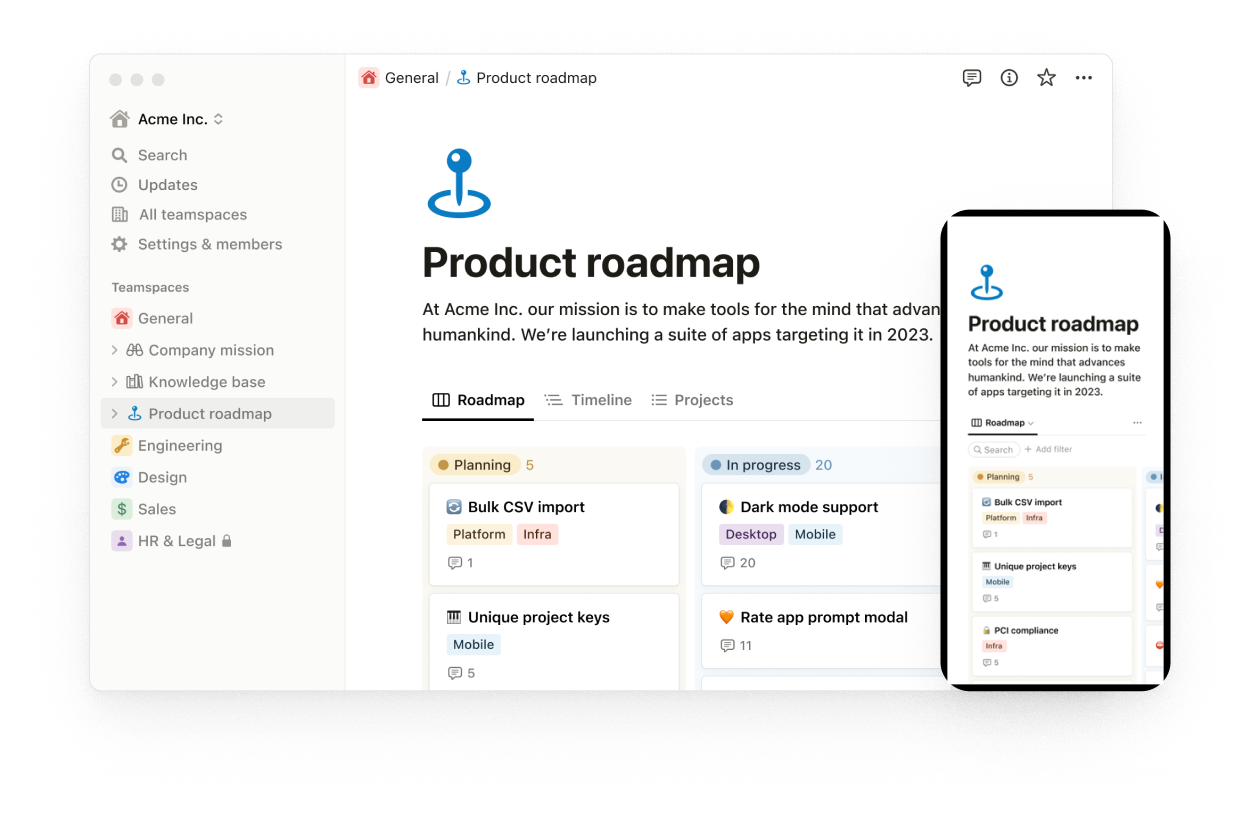 Acme Inc.
Search
Updates
All teamspaces
Settings & members
Teamspaces
General
Company mission
Knowledge base
Product roadmap
Engineering
Design
$ Sales
HR & Legal
General / Product roadmap
Product roadmap
At Acme Inc. our mission is to make tools for the mind that
humankind. We’re launching a suite of apps targeting it in 2023.
Roadmap Timeline Projects
Planning 5
Bulk CSV import
Platform Infra
1
Unique project keys
Mobile
5
In progress 20
Dark mode support
Desktop Mobile
20
Rate app prompt modal
11
Product roadmap
At Acme Inc. our mission is to make
tools for the mind that advances
humankind. We’re launching a suite
of apps targeting it in 2023.
Roadmap
Search + Add filter
Planning 5
Bulk CSV import
Platform Infra
1
Unique project keys
Mobile
5
PCI compliance
Infra
5